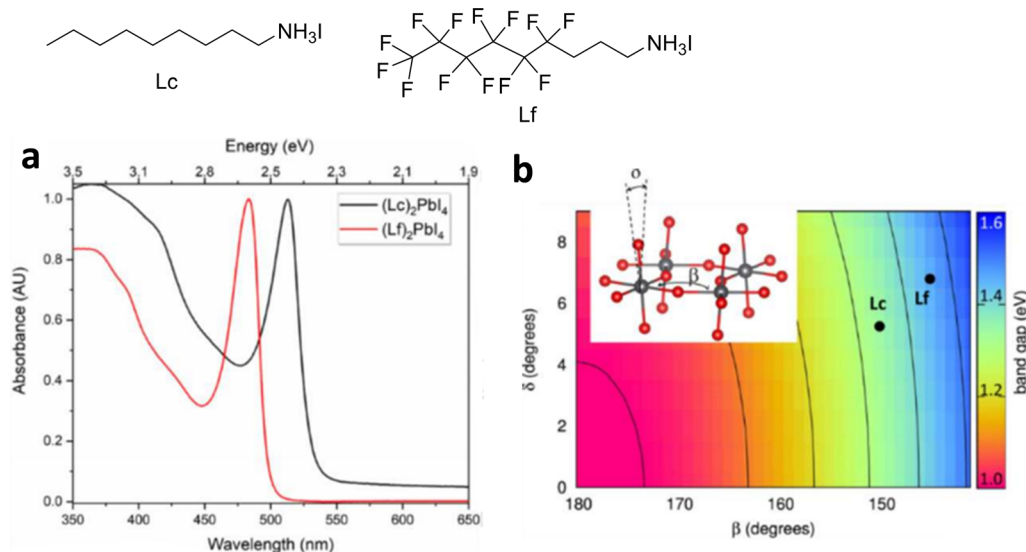 F F F F F F
NH3I
F
NH3I
F F F F F F
Lc
Lf
a
Energy (eV)
3.5 3.1 2.8 2.6 2.4 2.3 2.1 1.9
(Lc)2PbI4
(Lf)2PbI4
Absorbance (AU)
1.0
0.8
0.6
0.4
0.2
0.0
350 400 450 500 550 600 650
Wavelength (nm)
b
δ
β
8
6
4
2
0
δ (degrees)
Lc
Lf
180 170 160 150
β (degrees)
1.6
1.4
1.2
1.0
band gap (eV)